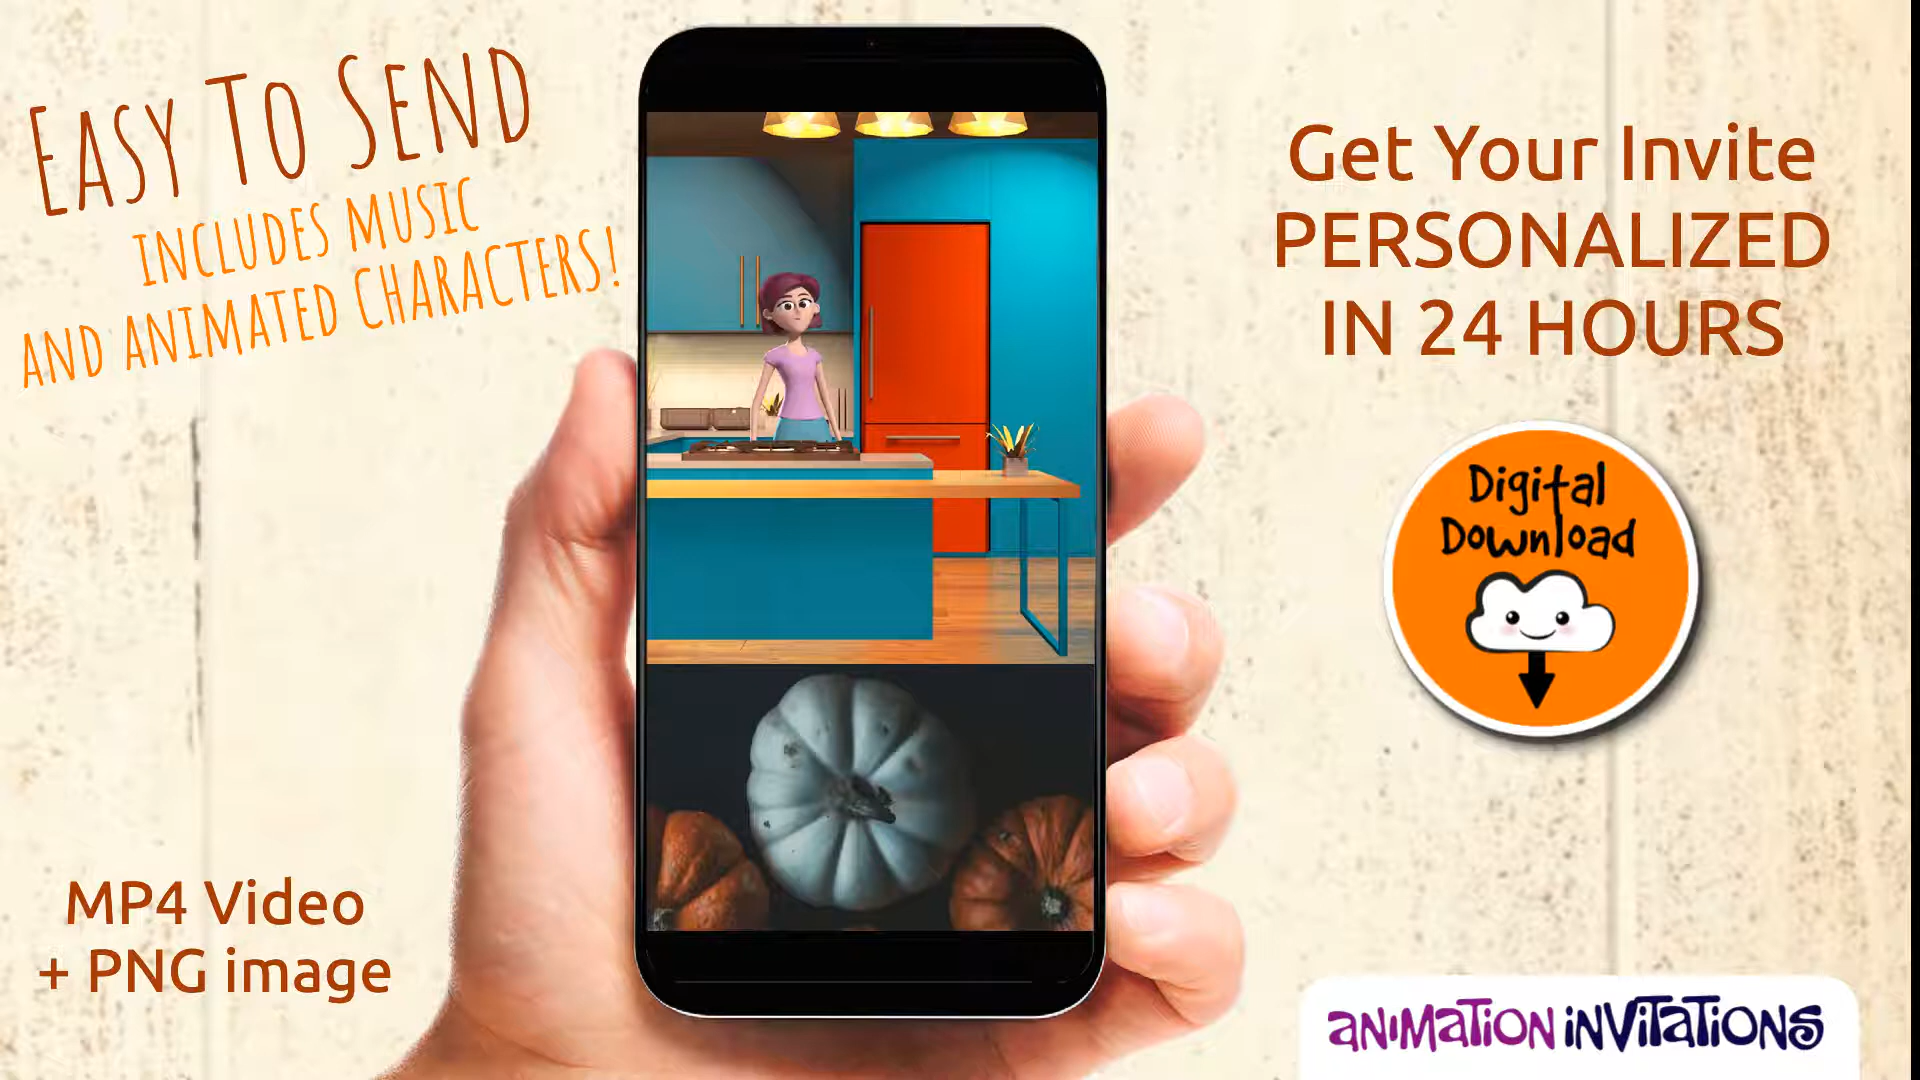 EASY TO SEND
INCLUDES MUSIC
AND ANIMATED CHARACTERS!
Get Your Invite
PERSONALIZED
IN 24 HOURS
Digital
Download
MP4 Video
+ PNG image
ANIMATION INVITATIONS